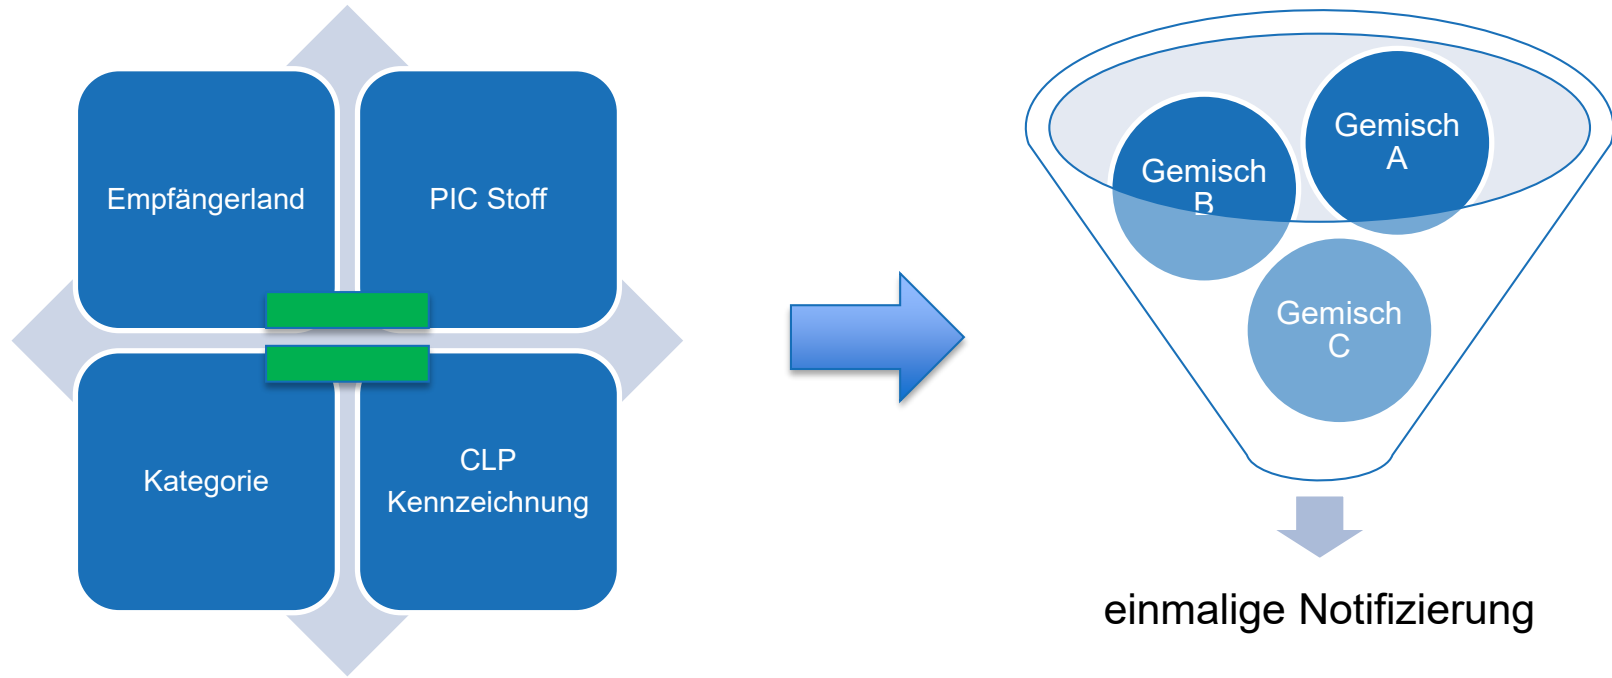 Empfängerland
PIC Stoff
Kategorie
CLP
Kennzeichnung
Gemisch
A
Gemisch
B
Gemisch
C
einmalige Notifizierung